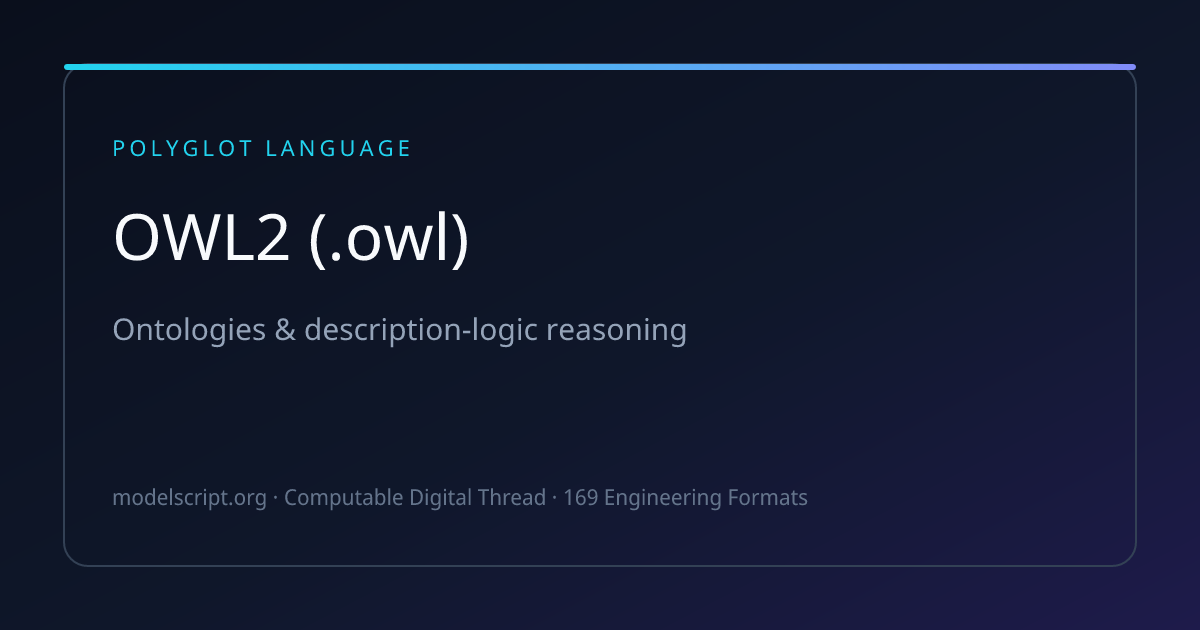 POLYGLOT LANGUAGE
OWL2 (.owl)
Ontologies & description-logic reasoning
modelscript.org · Computable Digital Thread · 169 Engineering Formats